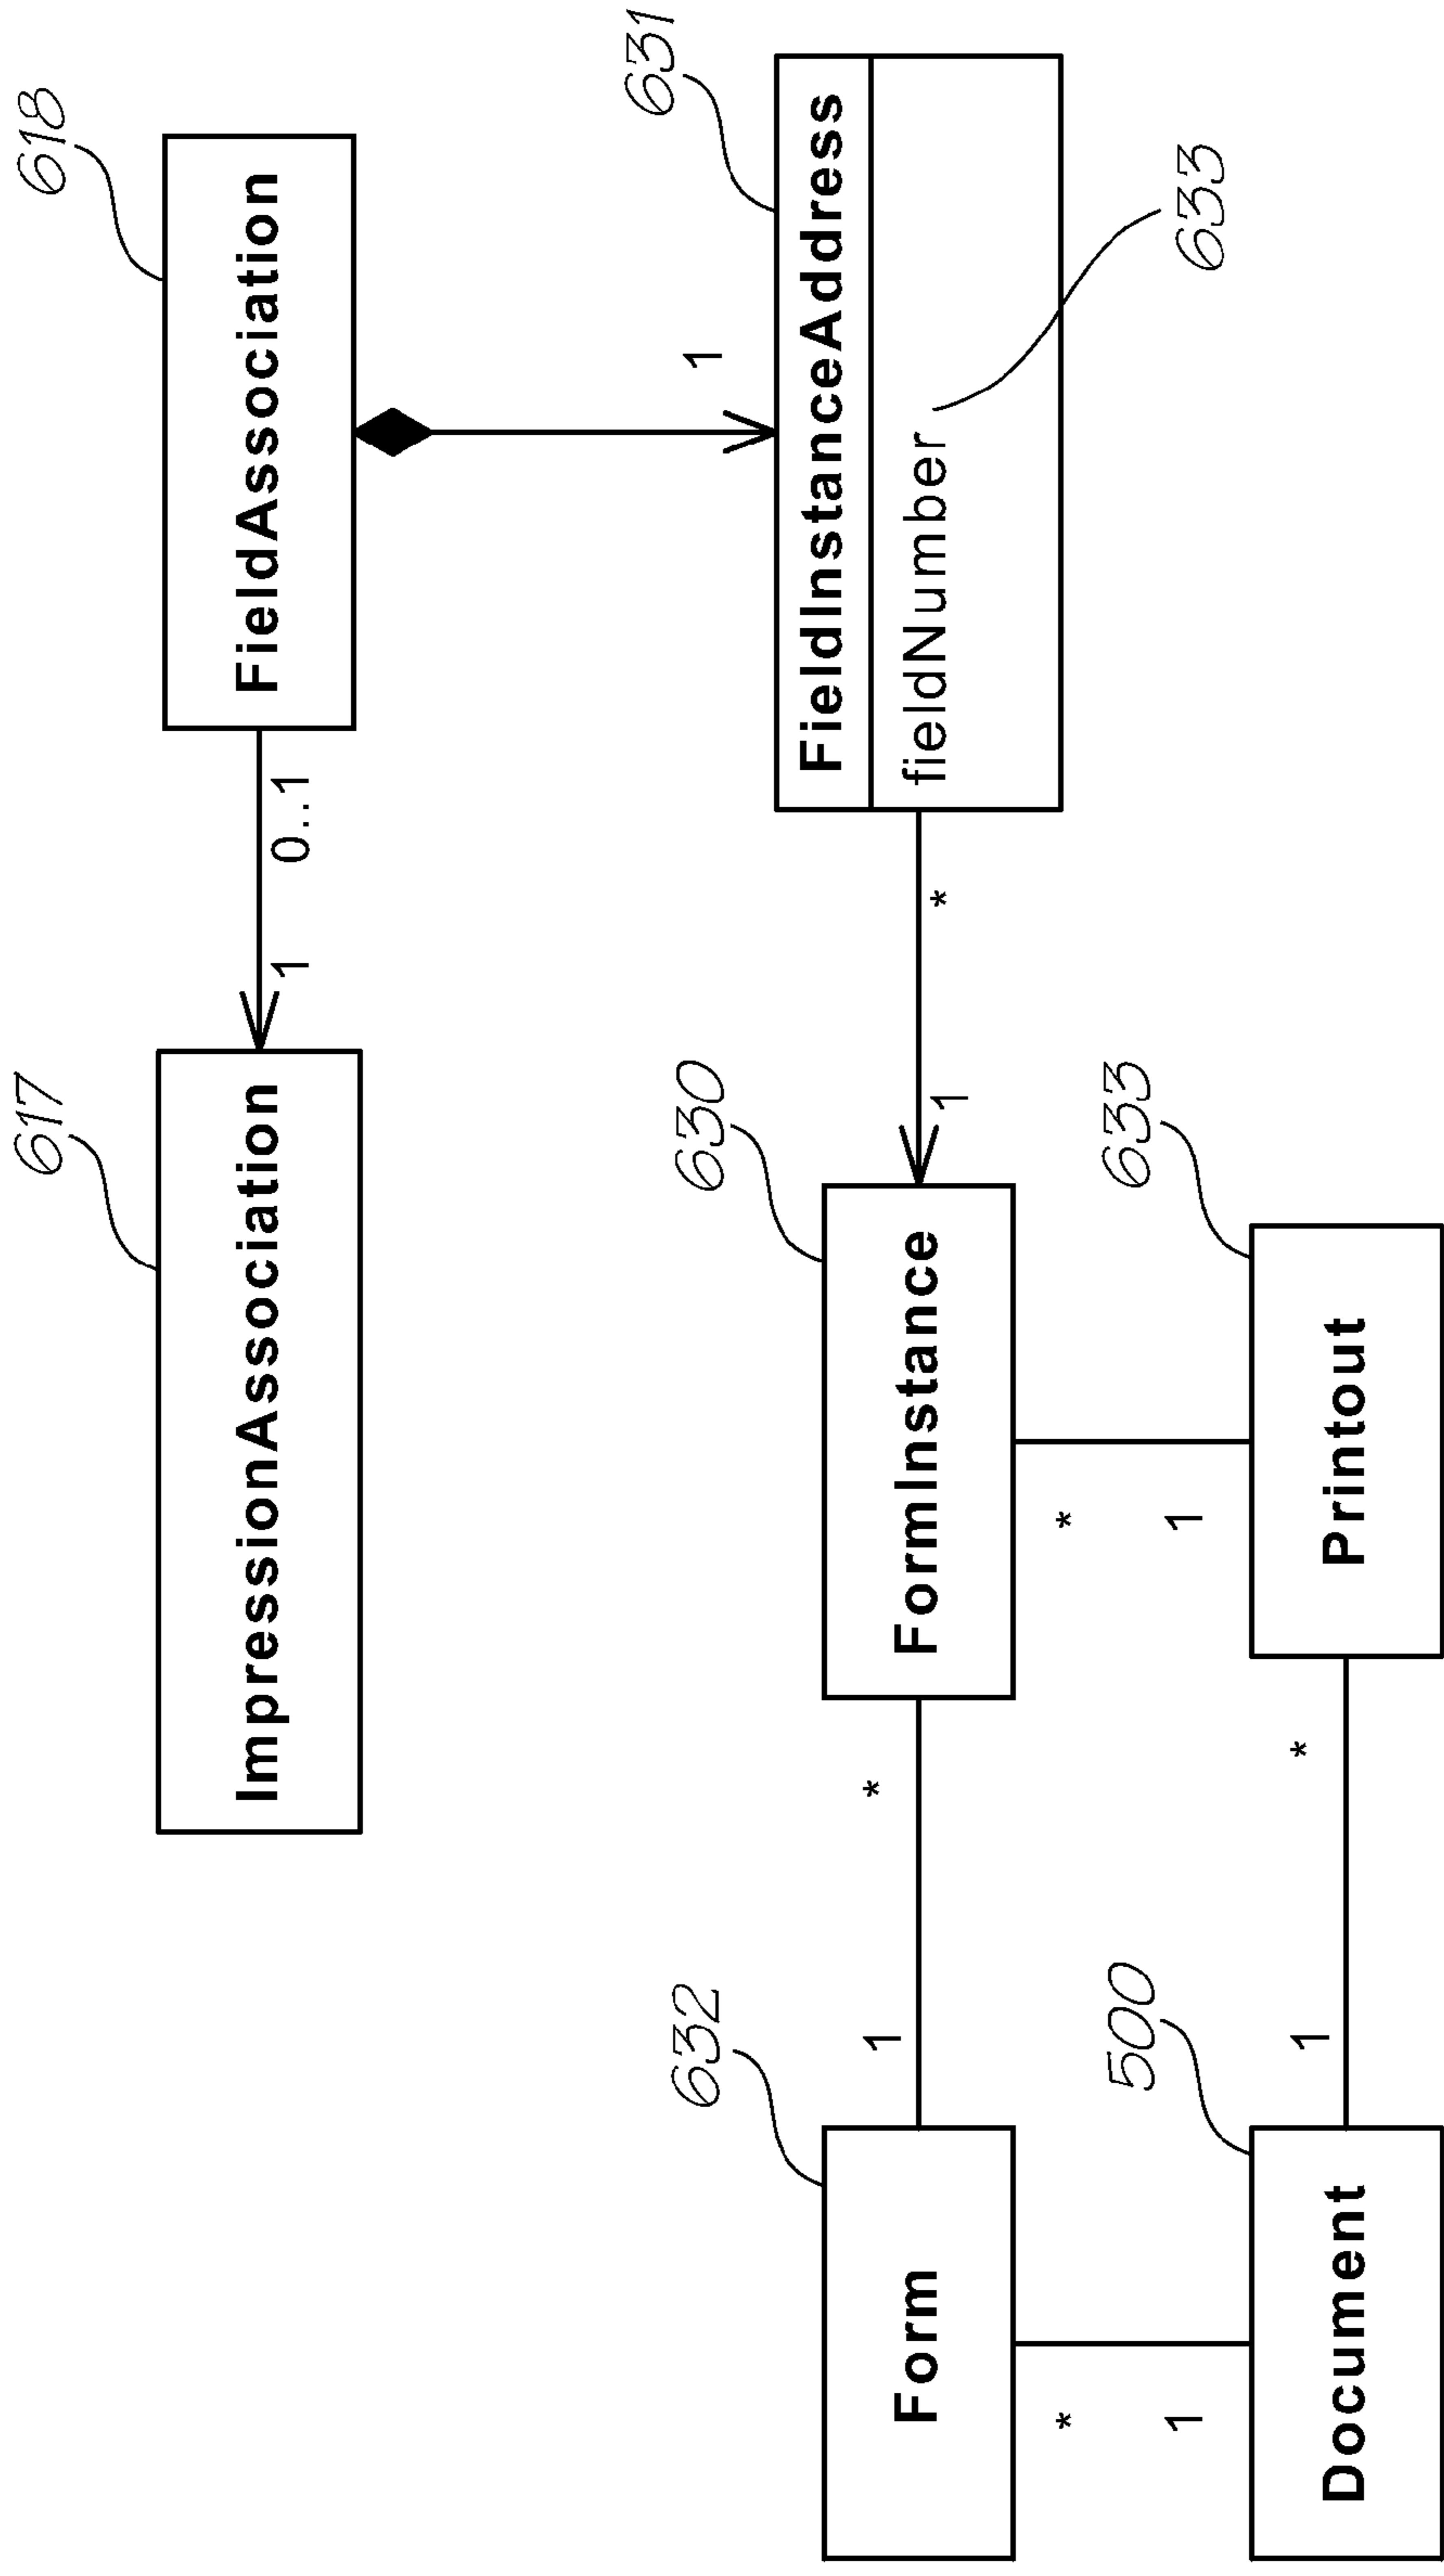 617
618
ImpressionAssociation
1
0..1
FieldAssociation
1
632
630
631
Form
1
*
FormInstance
1
*
FieldInstanceAddress
fieldNumber
*
1
*
1
633
500
633
Document
1
*
Printout